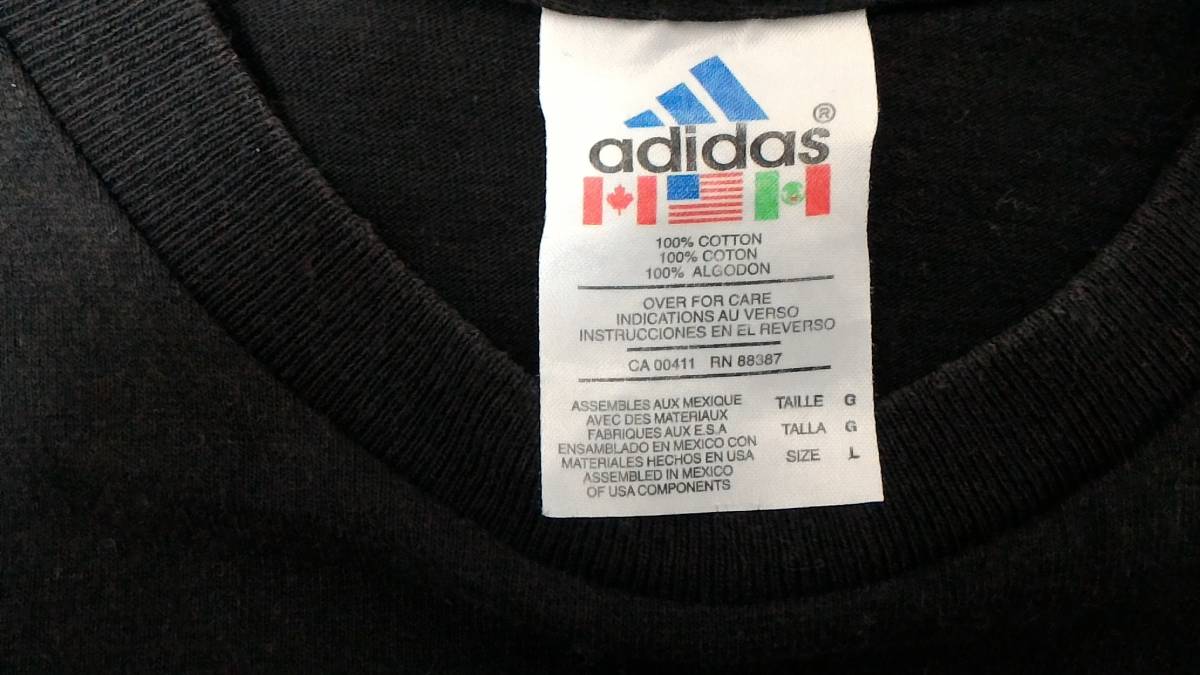 adidas®
100% COTTON
100% COTON
100% ALGODON
OVER FOR CARE
INDICATIONS AU VERSO
INSTRUCCIONES EN EL REVERSO
CA 00411 RN 88387
ASSEMBLES AUX MEXIQUE
AVEC DES MATERIAUX
FABRIQUES AUX E.S.A
ENSAMBLADO EN MEXICO CON
MATERIALES HECHOS EN USA
ASSEMBLED IN MEXICO
OF USA COMPONENTS
TAILLE G
TALLA G
SIZE L